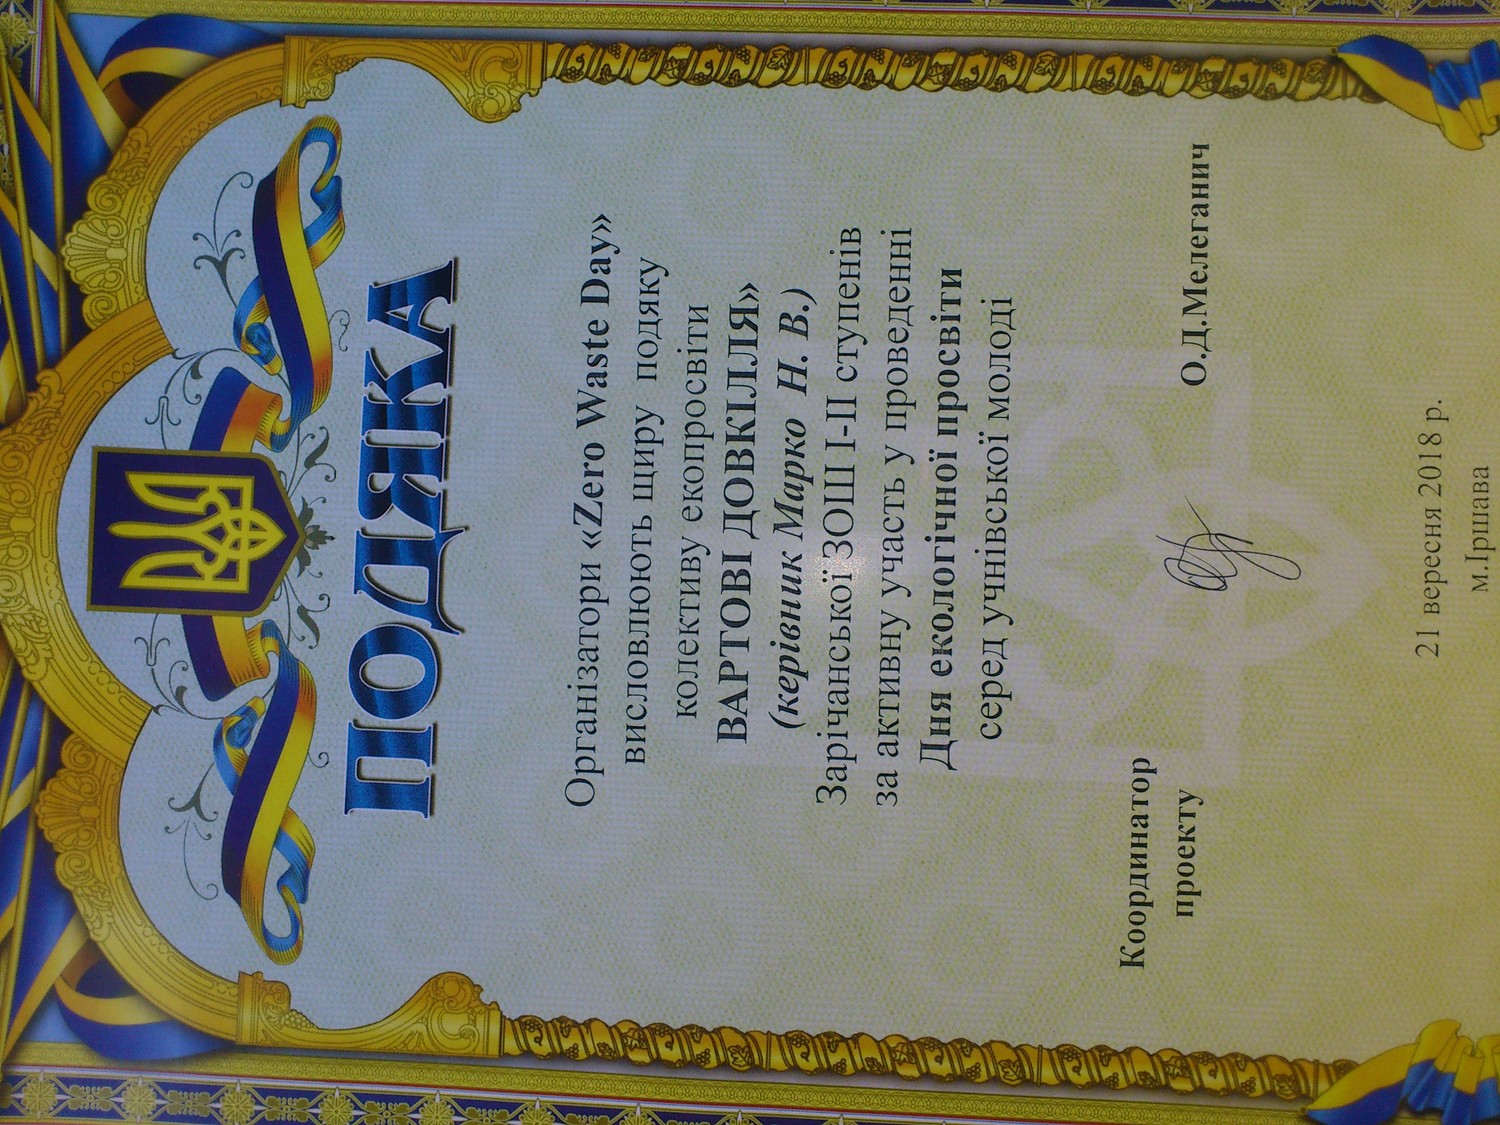 ПОДЯКА
Організатори «Zero Waste Day»
висловлюють щиру подяку
колективу екопросвіти
ВАРТОВІ ДОВКІЛЛЯ»
(керівник Марко Н. В.)
Зарічанської ЗОШ І-ІІ ступенів
за активну участь у проведенні
Дня екологічної просвіти
серед учнівської молоді
Координатор
проекту
О.Д.Мелеганич
21 вересня 2018 р.
м.Іршава